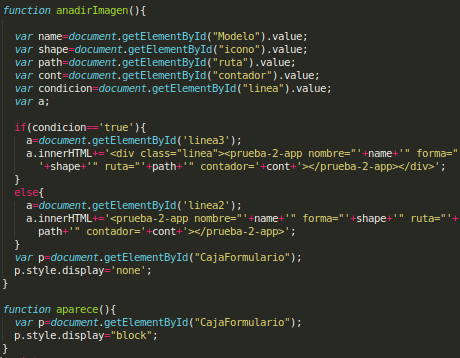 function anadirImagen(){
var name=document.getElementById("Modelo").value;
var shape=document.getElementById("icono").value;
var path=document.getElementById("ruta").value;
var cont=document.getElementById("contador").value;
var condicion=document.getElementById("linea").value;
var a;
if(condicion=='true'){
a=document.getElementById('linea3');
a.innerHTML+='<div class="linea"><prueba-2-app nombre="'+name+'" forma="
'+shape+'" ruta="'+path+'" contador='+cont+'></prueba-2-app></div>';
}
else{
a=document.getElementById('linea2');
a.innerHTML+='<prueba-2-app nombre="'+name+'" forma="'+shape+'" ruta="'+
path+'" contador='+cont+'></prueba-2-app>';
}
var p=document.getElementById("CajaFormulario");
p.style.display='none';
}
function aparece(){
var p=document.getElementById("CajaFormulario");
p.style.display="block";
}